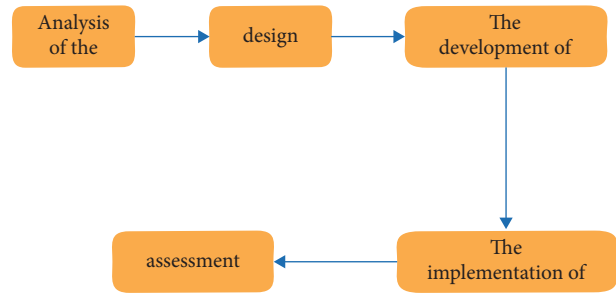 Analysis
of the
design
The
development of
The
implementation of
assessment